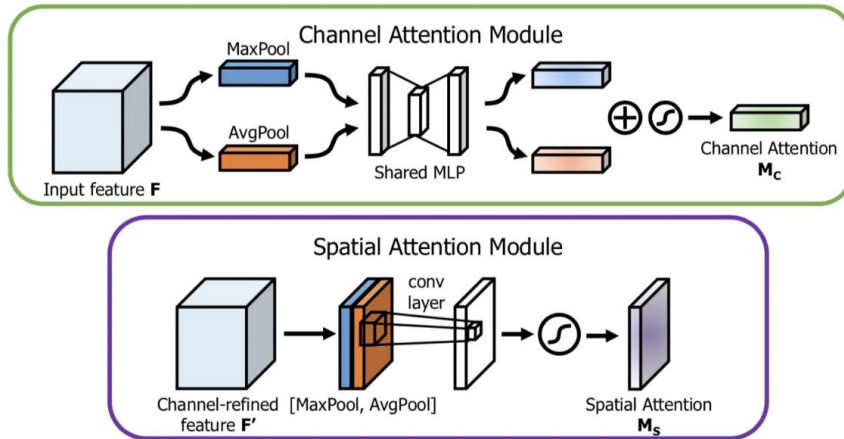 Channel Attention Module
MaxPool
AvgPool
Shared MLP
Input feature F
Channel Attention
Mc
Spatial Attention Module
conv
layer
Channel-refined
feature F'
[MaxPool, AvgPool]
Spatial Attention
Ms